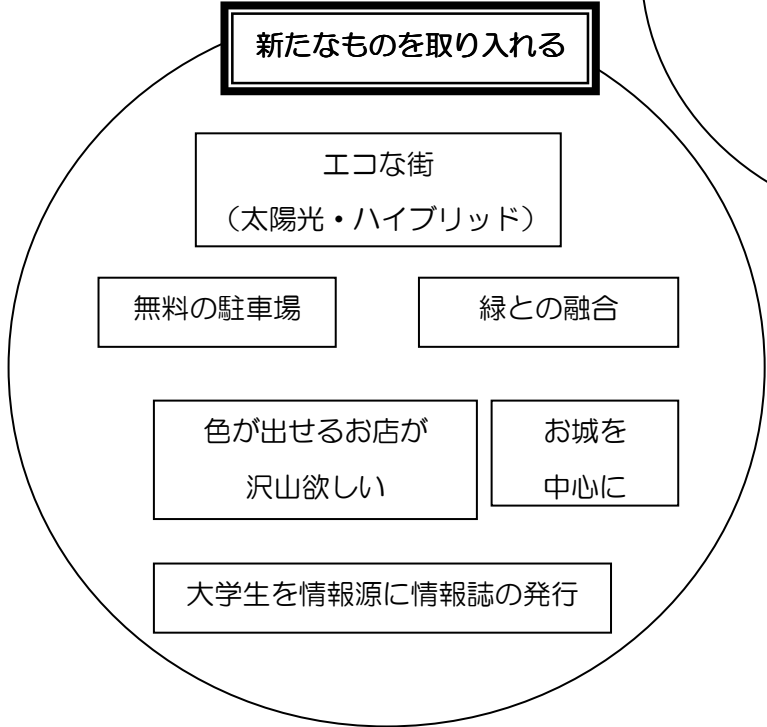 新たなものを取り入れる
エコな街
（太陽光・ハイブリッド）
無料の駐車場
緑との融合
色が出せるお店が
沢山欲しい
お城を
中心に
大学生を情報源に情報誌の発行